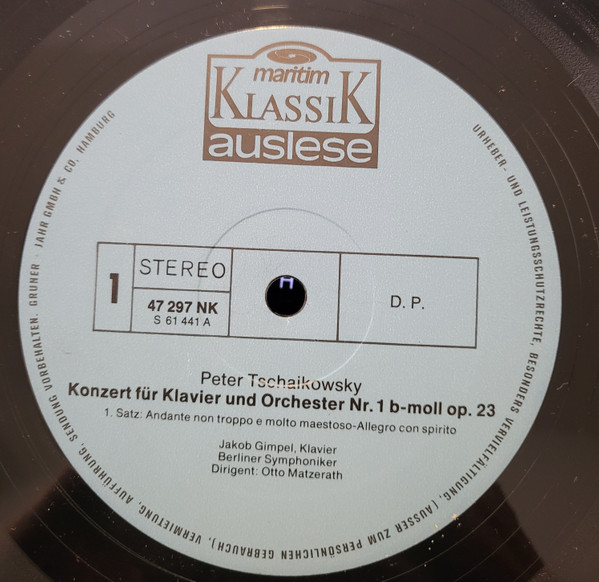 maritim
KLASSIK
auslese
1
STEREO
47 297 NK
S 61 441 A
D. P.
Peter Tschaikowsky
Konzert für Klavier und Orchester Nr. 1 b-moll op. 23
1. Satz: Andante non troppo e molto maestoso-Allegro con spirito
Jakob Gimpel, Klavier
Berliner Symphoniker
Dirigent: Otto Matzerath
URHEBER- UND LEISTUNGSSCHUTZRECHTE, BESONDERS VERVIELFÄLTIGUNG, (AUSSER ZUM PERSÖNLICHEN GEBRAUCH), VERMIETUNG, AUFFÜHRUNG, SENDUNG VORBEHALTEN. GRUNER + JAHR GMBH & CO, HAMBURG